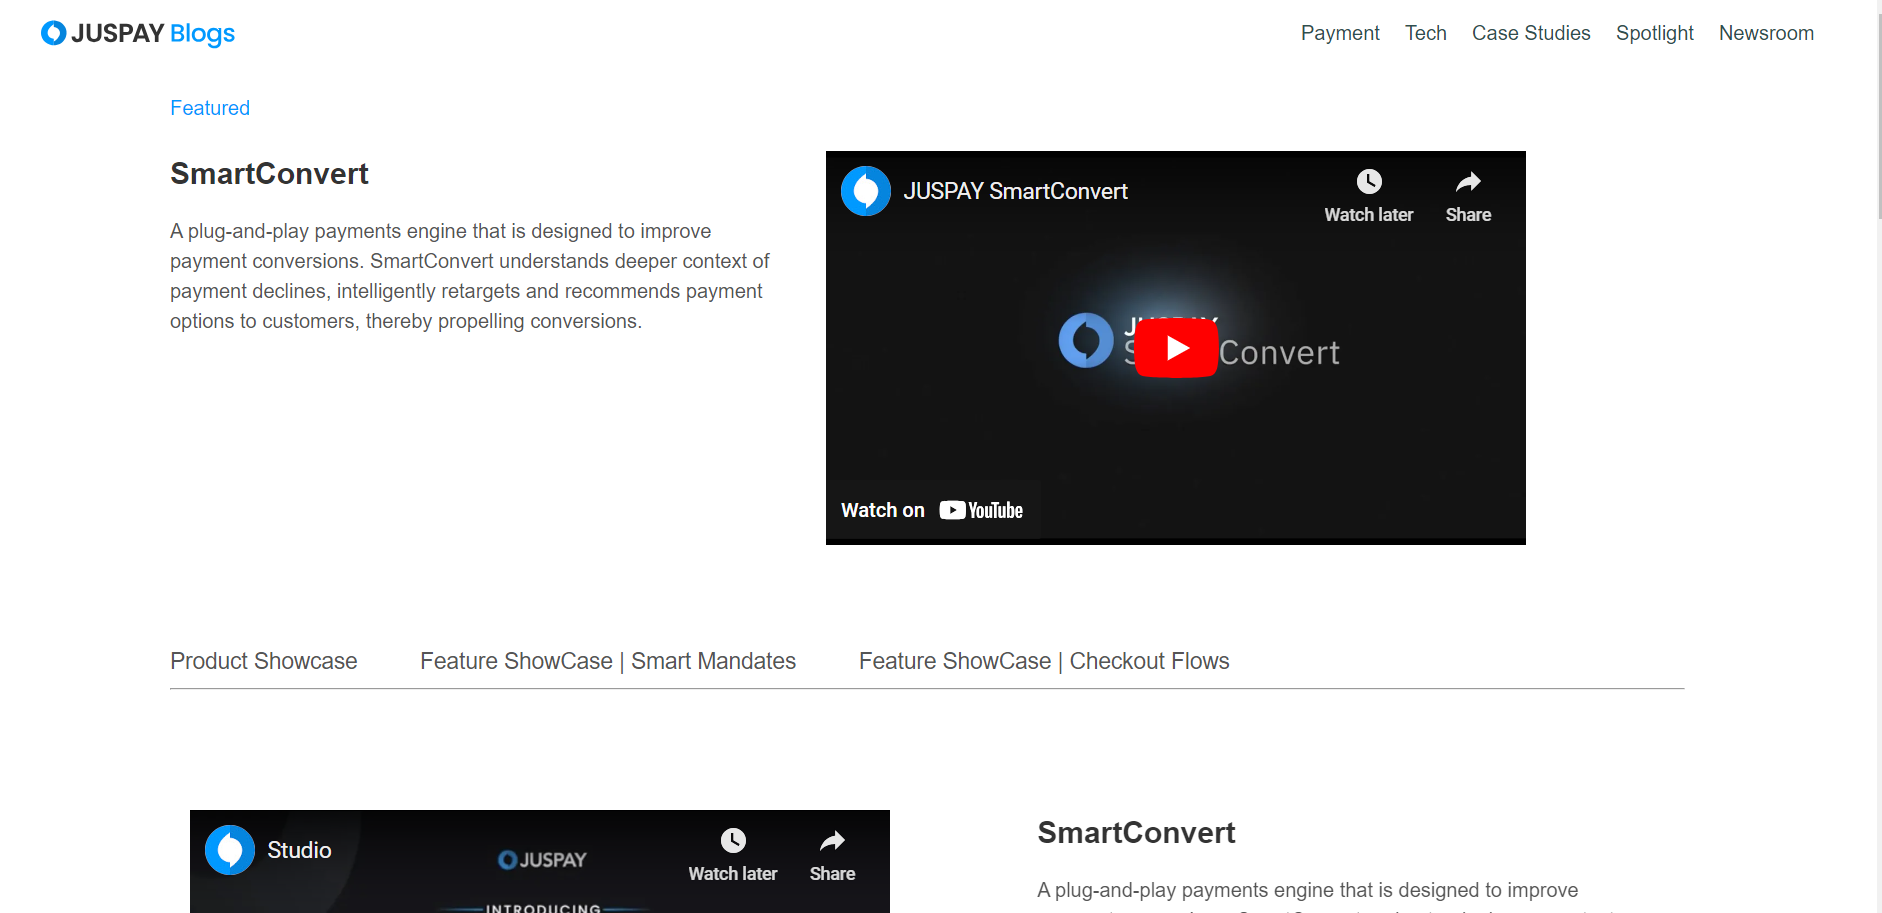 JUSPAY Blogs
Payment Tech Case Studies Spotlight Newsroom
Featured
SmartConvert
A plug-and-play payments engine that is designed to improve
payment conversions. SmartConvert understands deeper context of
payment declines, intelligently retargets and recommends payment
options to customers, thereby propelling conversions.
JUSPAY SmartConvert
Watch later Share
Convert
Watch on YouTube
Product Showcase Feature ShowCase | Smart Mandates Feature ShowCase | Checkout Flows
Studio
JUSPAY
Watch later Share
INTRODUCING
SmartConvert
A plug-and-play payments engine that is designed to improve